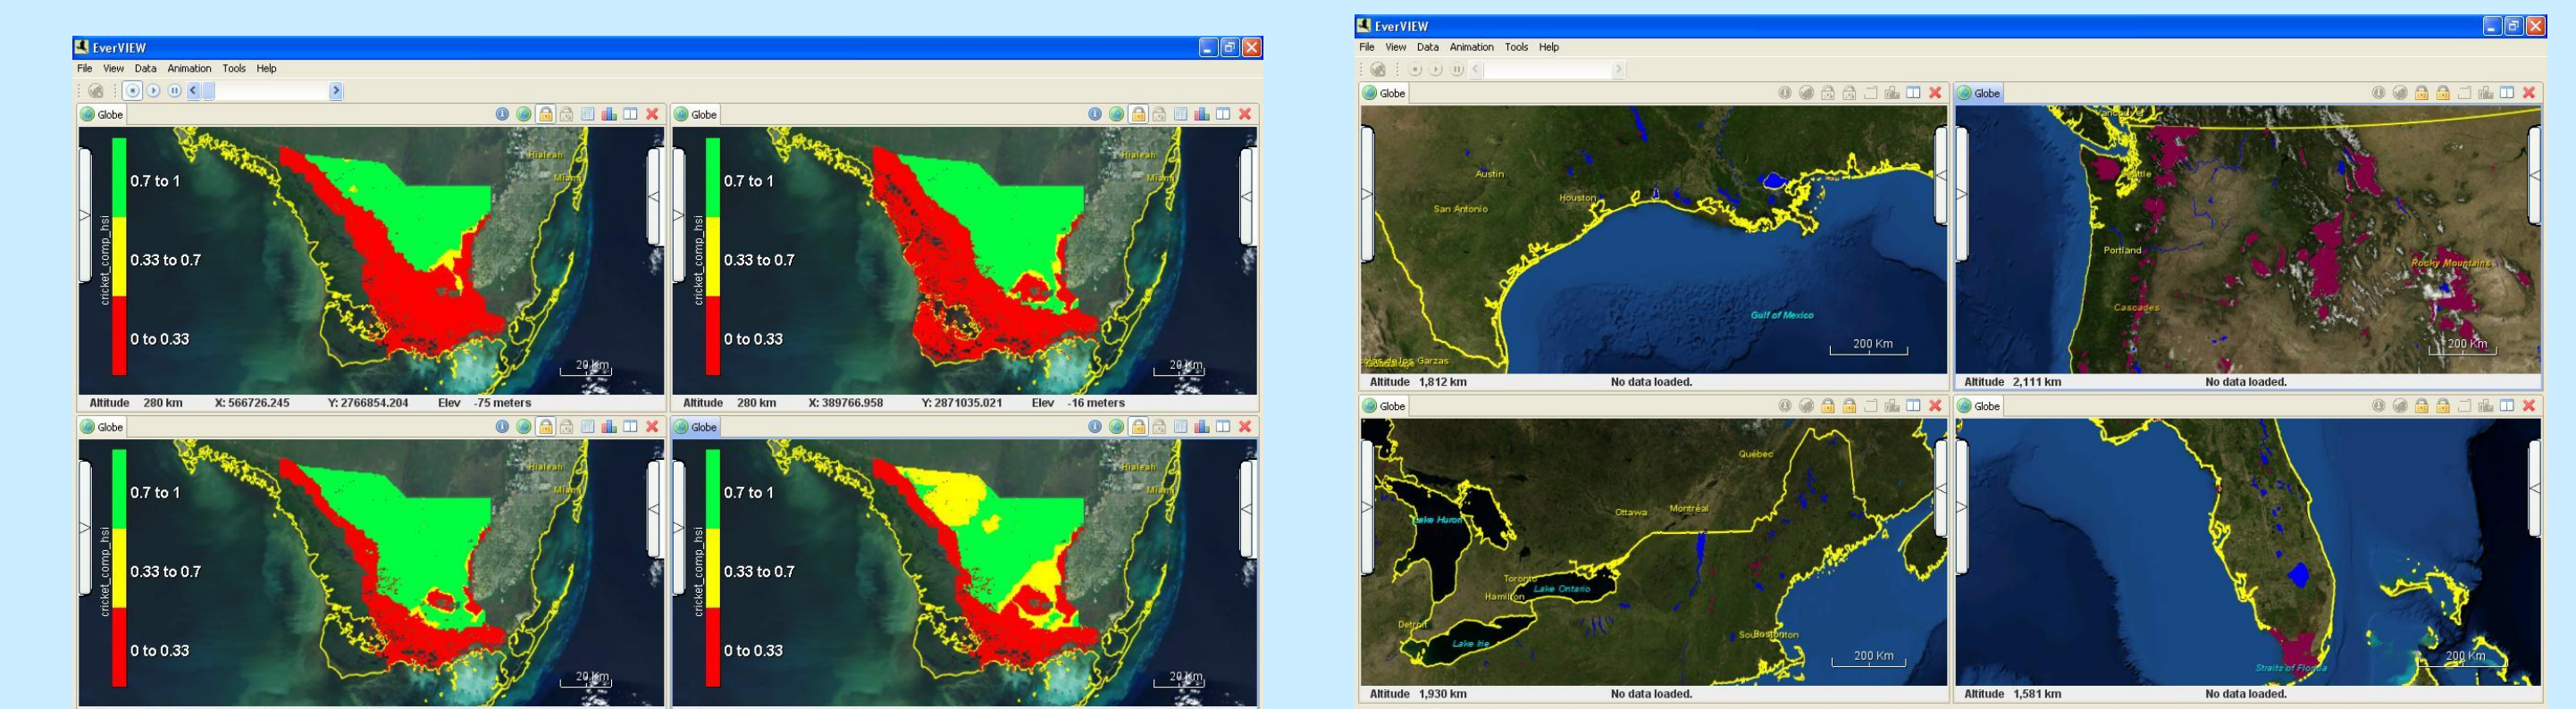 EverVIEW
File View Data Animation Tools Help
Globe
0.7 to 1
0.33 to 0.7
0 to 0.33
cricket_comp_hsi
Hialeah
Miami
20 Km
Altitude 280 km X: 566726.245 Y: 2766854.204 Elev -75 meters
Globe
0.7 to 1
0.33 to 0.7
0 to 0.33
cricket_comp_hsi
Hialeah
Miami
20 Km
Altitude 280 km X: 389766.958 Y: 2871035.021 Elev -16 meters
Globe
0.7 to 1
0.33 to 0.7
0 to 0.33
cricket_comp_hsi
Hialeah
Miami
20 Km
Globe
0.7 to 1
0.33 to 0.7
0 to 0.33
cricket_comp_hsi
Hialeah
Miami
20 Km
EverVIEW
File View Data Animation Tools Help
Globe
Austin
Houston
San Antonio
Gulf of Mexico
200 Km
Garzas
Altitude 1,812 km No data loaded.
Globe
Vancouver
Portland
Rocky Mountains
Cascades
200 Km
Altitude 2,111 km No data loaded.
Globe
Québec
Lake Huron
Ottawa
Montréal
Toronto
Lake Ontario
Hamilton
Detroit
Lake Erie
200 Km
Altitude 1,930 km No data loaded.
Globe
Straits of Florida
200 Km
Altitude 1,581 km No data loaded.